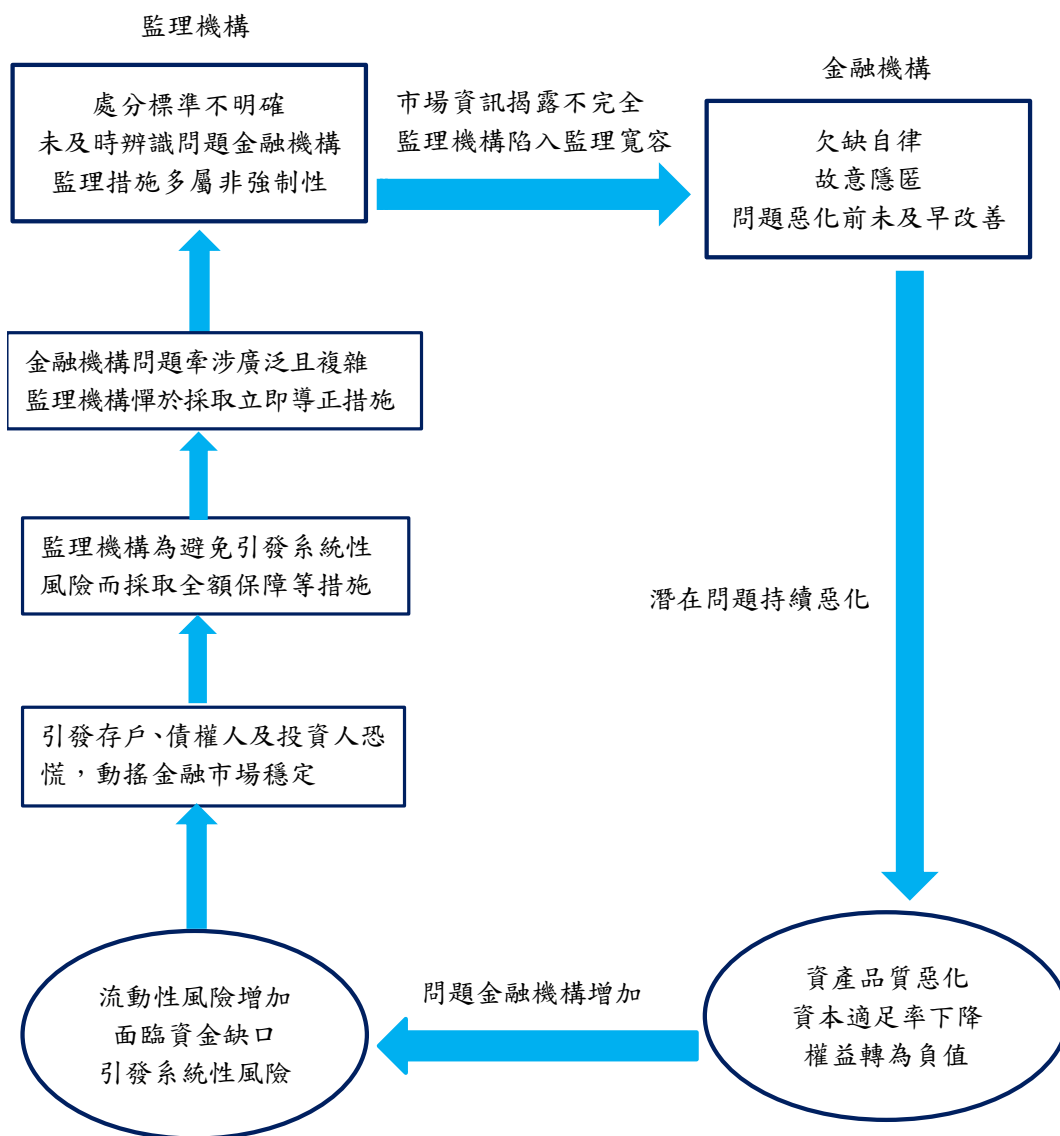 監理機構
處分標準不明確
未及時辨識問題金融機構
監理措施多屬非強制性
市場資訊揭露不完全
監理機構陷入監理寬容
金融機構
欠缺自律
故意隱匿
問題惡化前未及早改善
金融機構問題牽涉廣泛且複雜
監理機構憚於採取立即導正措施
監理機構為避免引發系統性
風險而採取全額保障等措施
潛在問題持續惡化
引發存戶、債權人及投資人恐
慌，動搖金融市場穩定
流動性風險增加
面臨資金缺口
引發系統性風險
問題金融機構增加
資產品質惡化
資本適足率下降
權益轉為負值